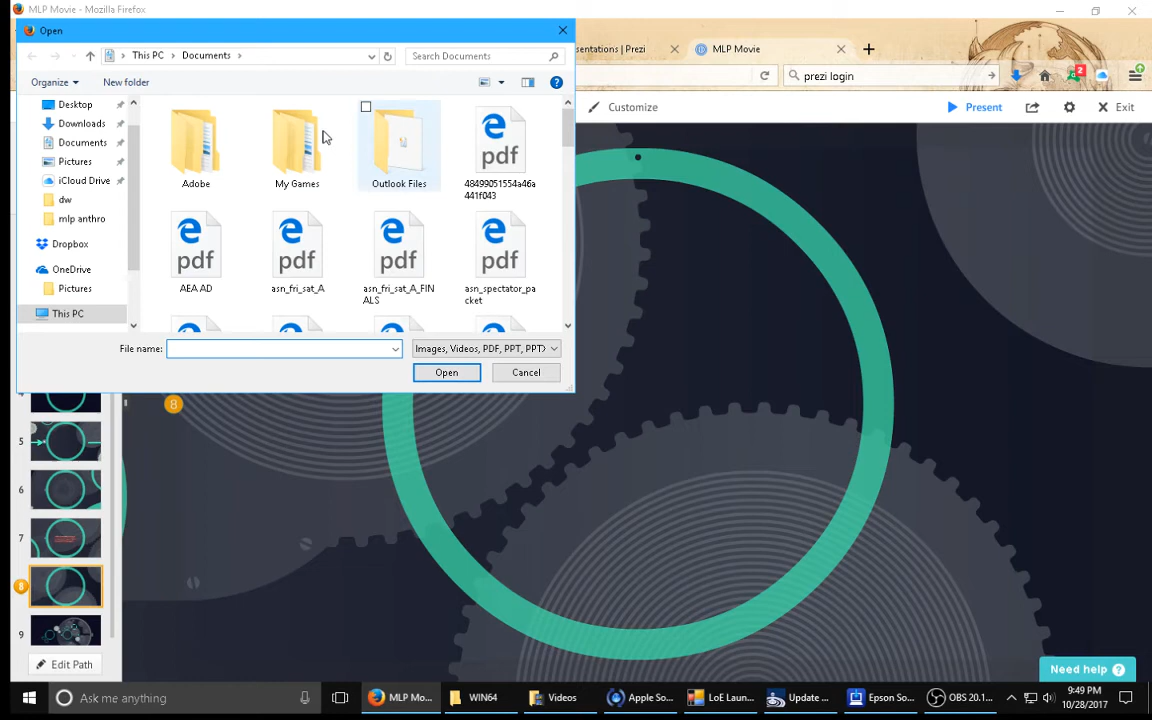 MLP Movie - Mozilla Firefox
Open
sentations | Prezi
MLP Movie
This PC
Documents
Search Documents
prezi login
2
Organize
New folder
Customize
Present
Exit
Desktop
Downloads
Documents
Pictures
iCloud Drive
dw
mlp anthro
Dropbox
OneDrive
Pictures
This PC
Adobe
My Games
Outlook Files
pdf
48499051554a46a
441f043
pdf
AEA AD
pdf
asn_fri_sat_A
pdf
asn_fri_sat_A_FIN
ALS
pdf
asn_spectator_pa
cket
File name:
Images, Videos, PDF, PPT, PPT>
Open
Cancel
8
4
5
6
7
8
9
Edit Path
Need help ?
Ask me anything
MLP Mo...
WIN64
Videos
Apple So...
LoE Laun...
Update ...
Epson So...
OBS 20.1...
9:49 PM
10/28/2017